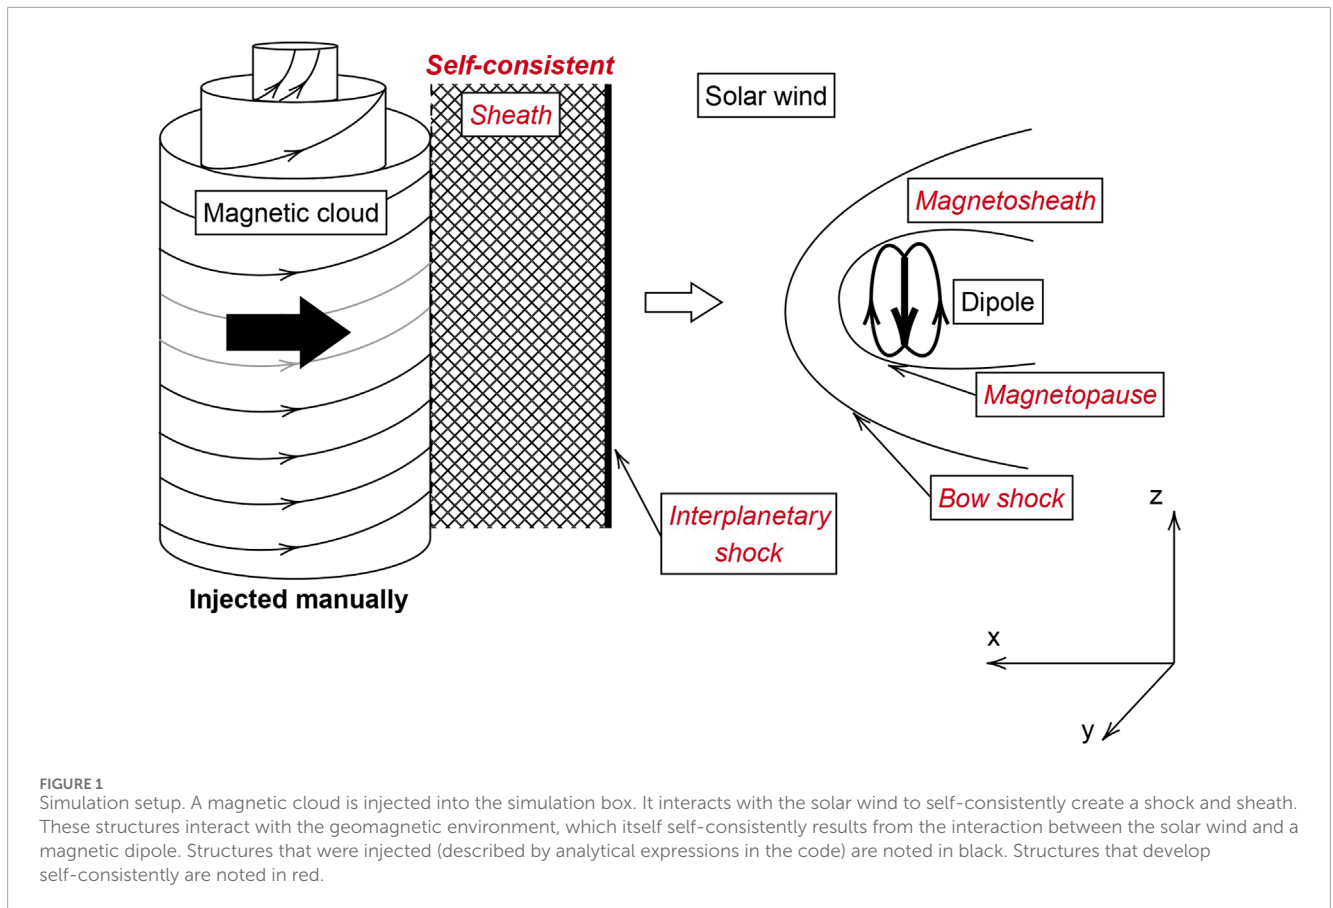 Self-consistent
Sheath
Solar wind
Magnetic cloud
Magnetosheath
Dipole
Magnetopause
Bow shock
Interplanetary
shock
Injected manually
z
x
y
FIGURE 1
Simulation setup. A magnetic cloud is injected into the simulation box. It interacts with the solar wind to self-consistently create a shock and sheath.
These structures interact with the geomagnetic environment, which itself self-consistently results from the interaction between the solar wind and a
magnetic dipole. Structures that were injected (described by analytical expressions in the code) are noted in black. Structures that develop
self-consistently are noted in red.